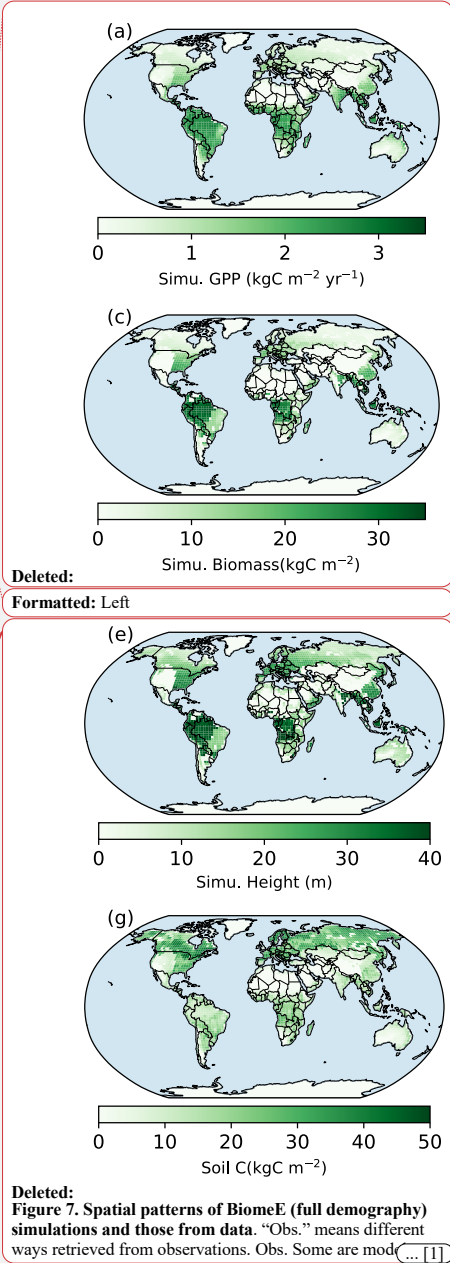 (a)
0 1 2 3
Simu. GPP (kgC m⁻² yr⁻¹)
(c)
0 10 20 30
Simu. Biomass(kgC m⁻²)
Deleted:
Formatted: Left
(e)
0 10 20 30 40
Simu. Height (m)
(g)
0 10 20 30 40 50
Soil C(kgC m⁻²)
Deleted:
Figure 7. Spatial patterns of BiomeE (full demography)
simulations and those from data. “Obs.” means different
ways retrieved from observations. Obs. Some are
... [1]